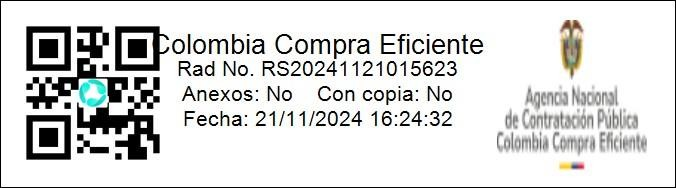 Colombia Compra Eficiente
Rad No. RS20241121015623
Anexos: No Con copia: No
Fecha: 21/11/2024 16:24:32
Agencia Nacional
de Contratación Pública
Colombia Compra Eficiente